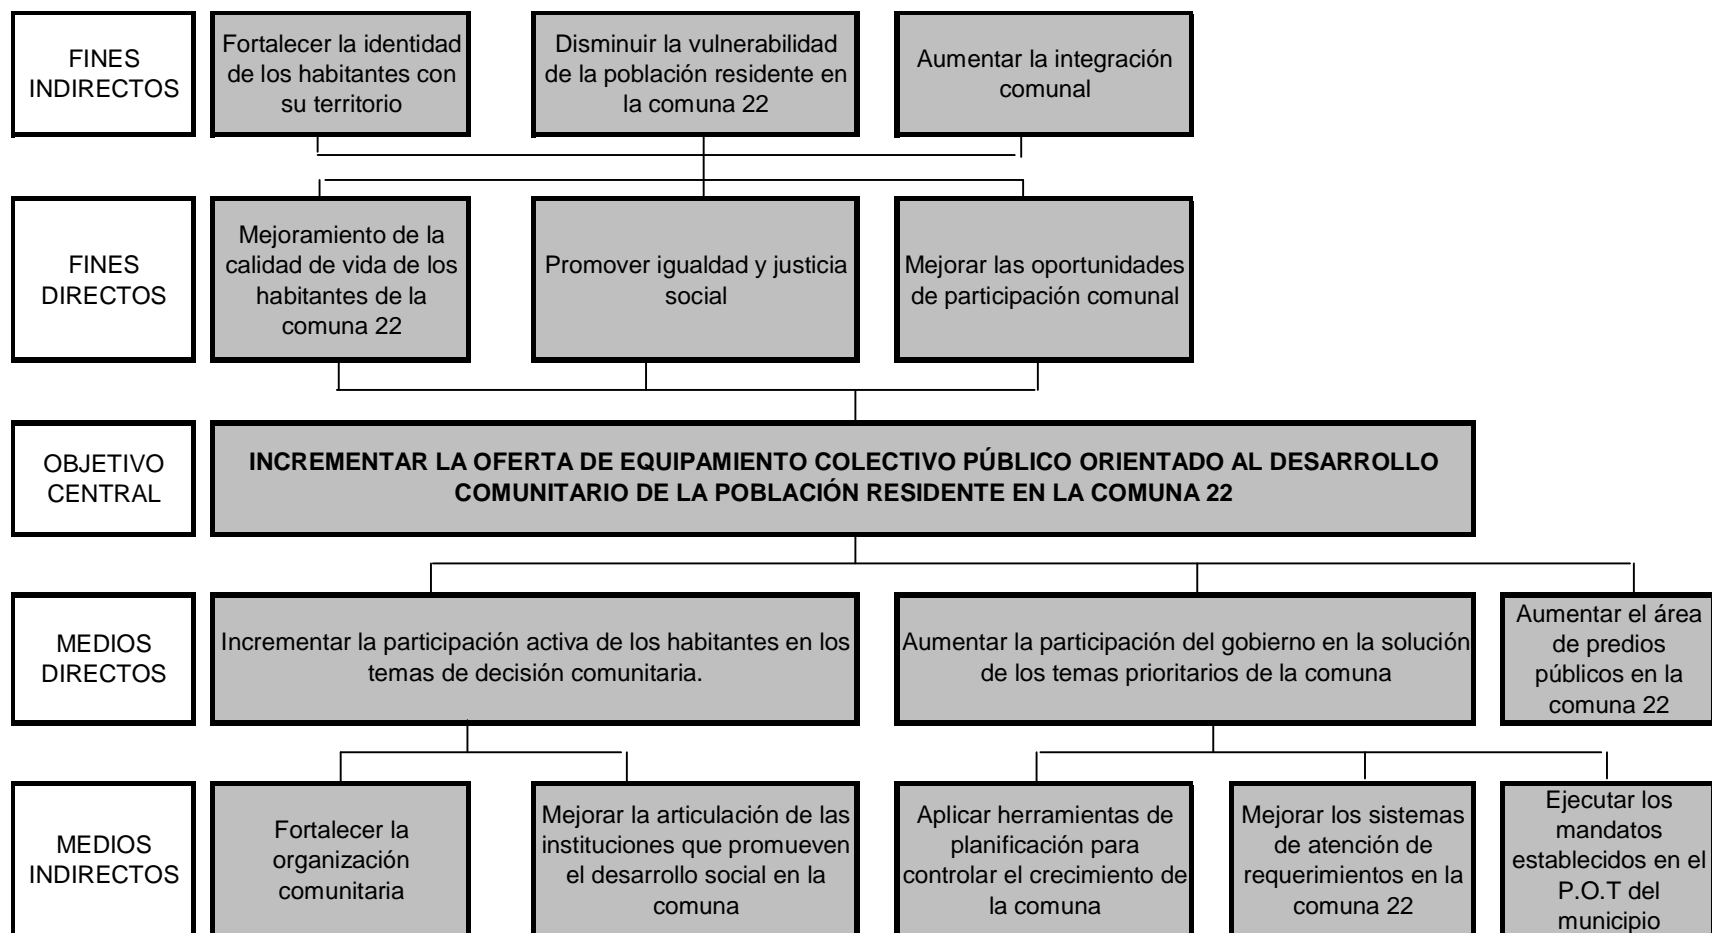 FINES
INDIRECTOS
Fortalecer la identidad
de los habitantes con
su territorio
Disminuir la vulnerabilidad
de la población residente en
la comuna 22
Aumentar la integración
comunal
FINES
DIRECTOS
Mejoramiento de la
calidad de vida de los
habitantes de la
comuna 22
Promover igualdad y justicia
social
Mejorar las oportunidades
de participación comunal
OBJETIVO
CENTRAL
INCREMENTAR LA OFERTA DE EQUIPAMIENTO COLECTIVO PÚBLICO ORIENTADO AL DESARROLLO
COMUNITARIO DE LA POBLACIÓN RESIDENTE EN LA COMUNA 22
MEDIOS
DIRECTOS
Incrementar la participación activa de los habitantes en los
temas de decisión comunitaria.
Aumentar la participación del gobierno en la solución
de los temas prioritarios de la comuna
Aumentar el área
de predios
públicos en la
comuna 22
MEDIOS
INDIRECTOS
Fortalecer la
organización
comunitaria
Mejorar la articulación de las
instituciones que promueven
el desarrollo social en la
comuna
Aplicar herramientas de
planificación para
controlar el crecimiento de
la comuna
Mejorar los sistemas
de atención de
requerimientos en la
comuna 22
Ejecutar los
mandatos
establecidos en el
P.O.T del
municipio